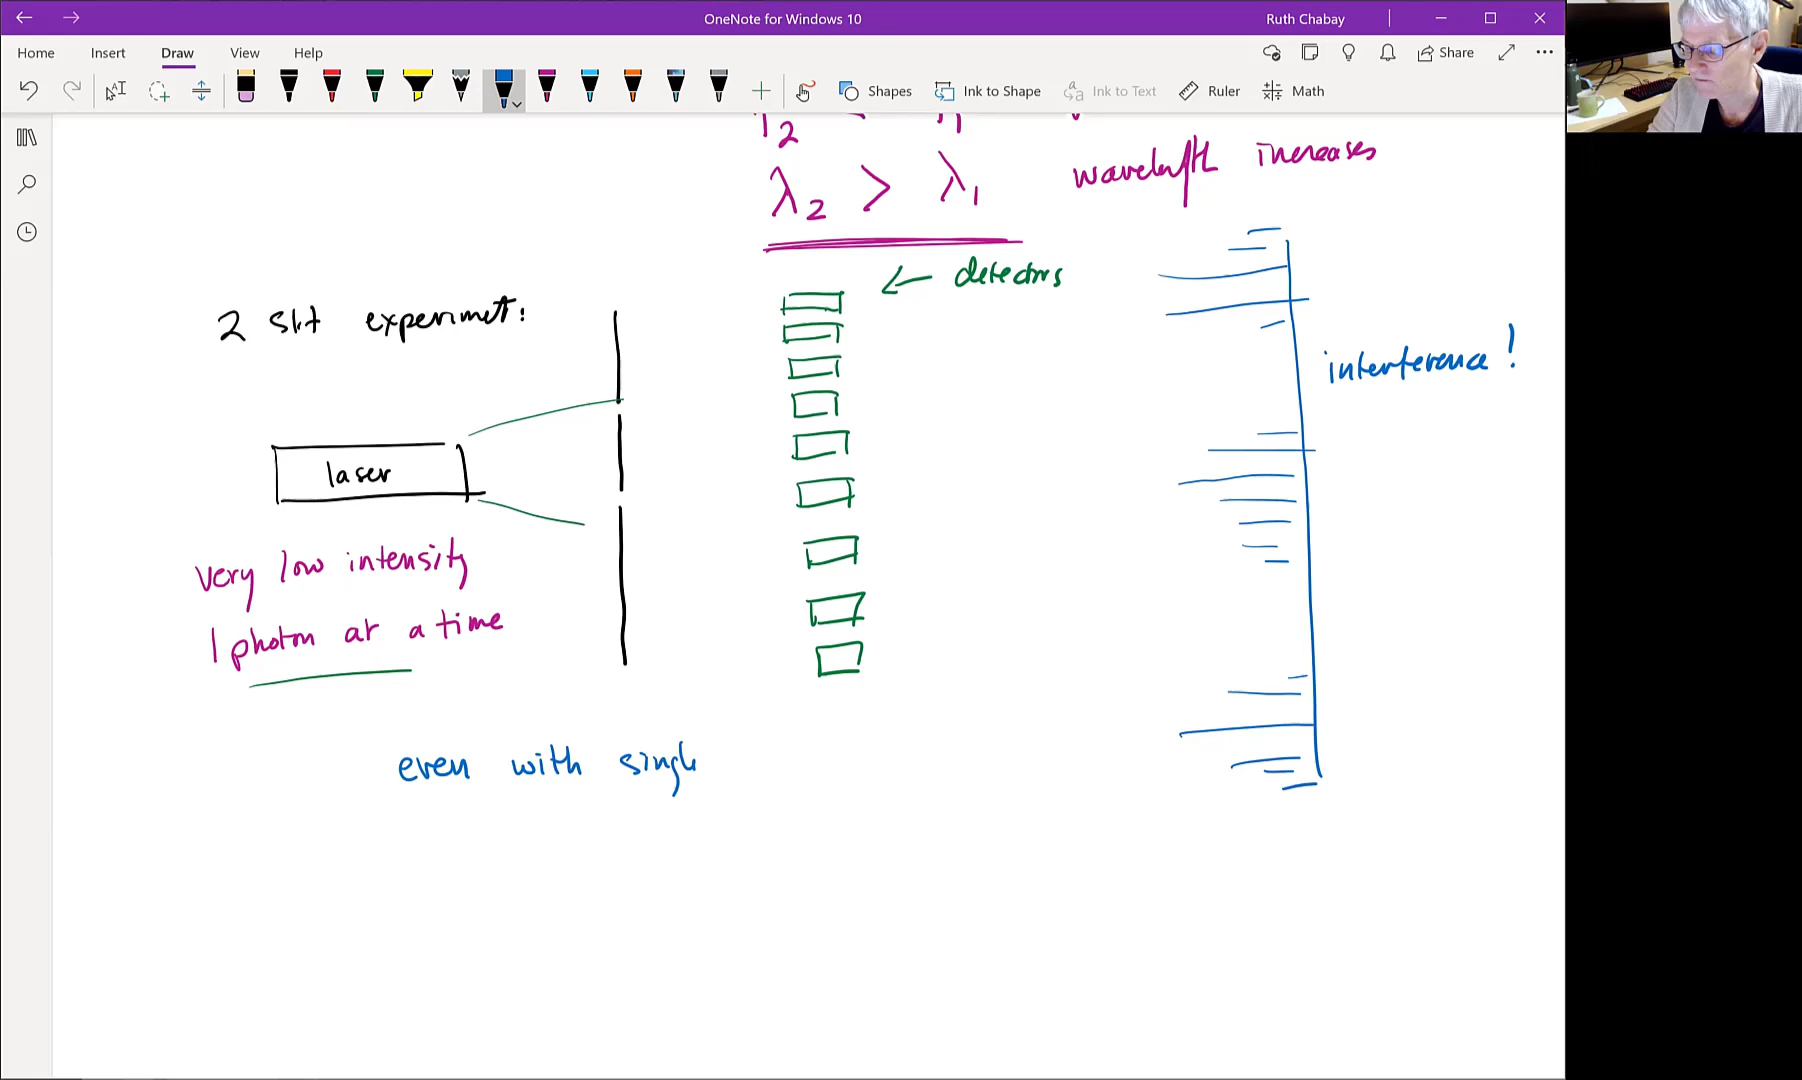 OneNote for Windows 10
Ruth Chabay
Home Insert Draw View Help
Share
Shapes Ink to Shape Ink to Text Ruler Math
λ2 > λ1 wavelength increases
← detectors
2 slit experiment:
interference!
laser
very low intensity
1 photon at a time
even with singl